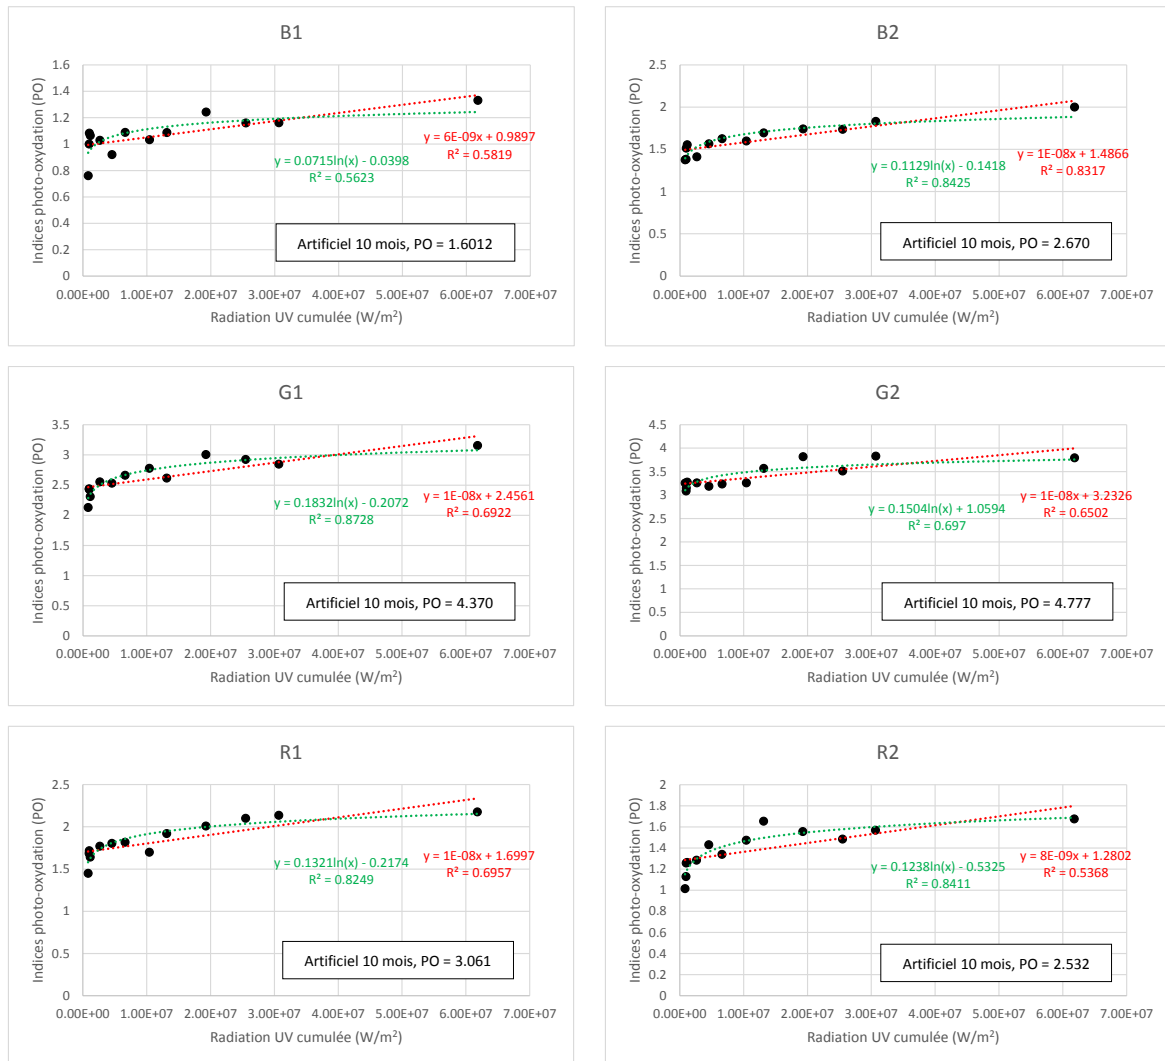 B1
Indices photo-oxydation (PO)
1.6
1.4
1.2
1
0.8
0.6
0.4
0.2
0
y = 6E-09x + 0.9897
R² = 0.5819
y = 0.0715ln(x) - 0.0398
R² = 0.5623
Artificiel 10 mois, PO = 1.6012
0.00E+00 1.00E+07 2.00E+07 3.00E+07 4.00E+07 5.00E+07 6.00E+07 7.00E+07
Radiation UV cumulée (W/m²)
B2
Indices photo-oxydation (PO)
2.5
2
1.5
1
0.5
0
y = 1E-08x + 1.4866
R² = 0.8317
y = 0.1129ln(x) - 0.1418
R² = 0.8425
Artificiel 10 mois, PO = 2.670
0.00E+00 1.00E+07 2.00E+07 3.00E+07 4.00E+07 5.00E+07 6.00E+07 7.00E+07
Radiation UV cumulée (W/m²)
G1
Indices photo-oxydation (PO)
3.5
3
2.5
2
1.5
1
0.5
0
y = 0.1832ln(x) - 0.2072
R² = 0.8728
y = 1E-08x + 2.4561
R² = 0.6922
Artificiel 10 mois, PO = 4.370
0.00E+00 1.00E+07 2.00E+07 3.00E+07 4.00E+07 5.00E+07 6.00E+07 7.00E+07
Radiation UV cumulée (W/m²)
G2
Indices photo-oxydation (PO)
4.5
4
3.5
3
2.5
2
1.5
1
0.5
0
y = 0.1504ln(x) + 1.0594
R² = 0.697
y = 1E-08x + 3.2326
R² = 0.6502
Artificiel 10 mois, PO = 4.777
0.00E+00 1.00E+07 2.00E+07 3.00E+07 4.00E+07 5.00E+07 6.00E+07 7.00E+07
Radiation UV cumulée (W/m²)
R1
Indices photo-oxydation (PO)
2.5
2
1.5
1
0.5
0
y = 0.1321ln(x) - 0.2174
R² = 0.8249
y = 1E-08x + 1.6997
R² = 0.6957
Artificiel 10 mois, PO = 3.061
0.00E+00 1.00E+07 2.00E+07 3.00E+07 4.00E+07 5.00E+07 6.00E+07 7.00E+07
Radiation UV cumulée (W/m²)
R2
Indices photo-oxydation (PO)
2
1.8
1.6
1.4
1.2
1
0.8
0.6
0.4
0.2
0
y = 0.1238ln(x) - 0.5325
R² = 0.8411
y = 8E-09x + 1.2802
R² = 0.5368
Artificiel 10 mois, PO = 2.532
0.00E+00 1.00E+07 2.00E+07 3.00E+07 4.00E+07 5.00E+07 6.00E+07 7.00E+07
Radiation UV cumulée (W/m²)